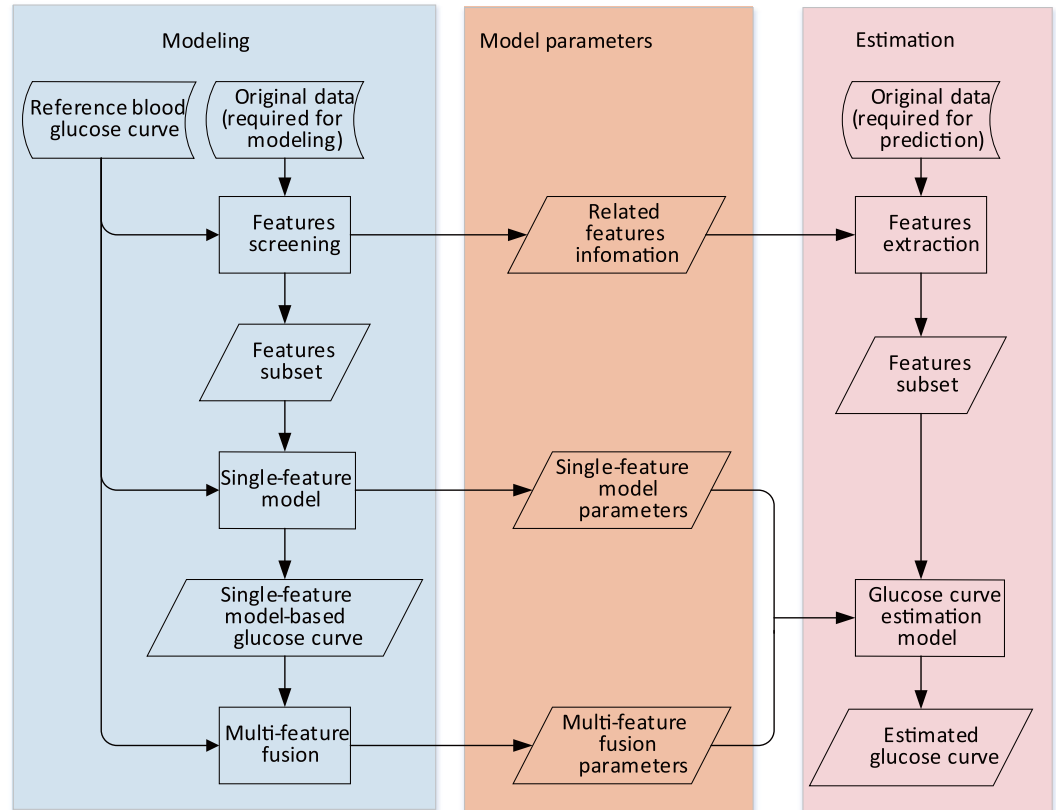 Modeling
Reference blood
glucose curve
Original data
(required for
modeling)
Features
screening
Features
subset
Single-feature
model
Single-feature
model-based
glucose curve
Multi-feature
fusion
Model parameters
Related
features
infomation
Single-feature
model
parameters
Multi-feature
fusion
parameters
Estimation
Original data
(required for
prediction)
Features
extraction
Features
subset
Glucose curve
estimation
model
Estimated
glucose curve